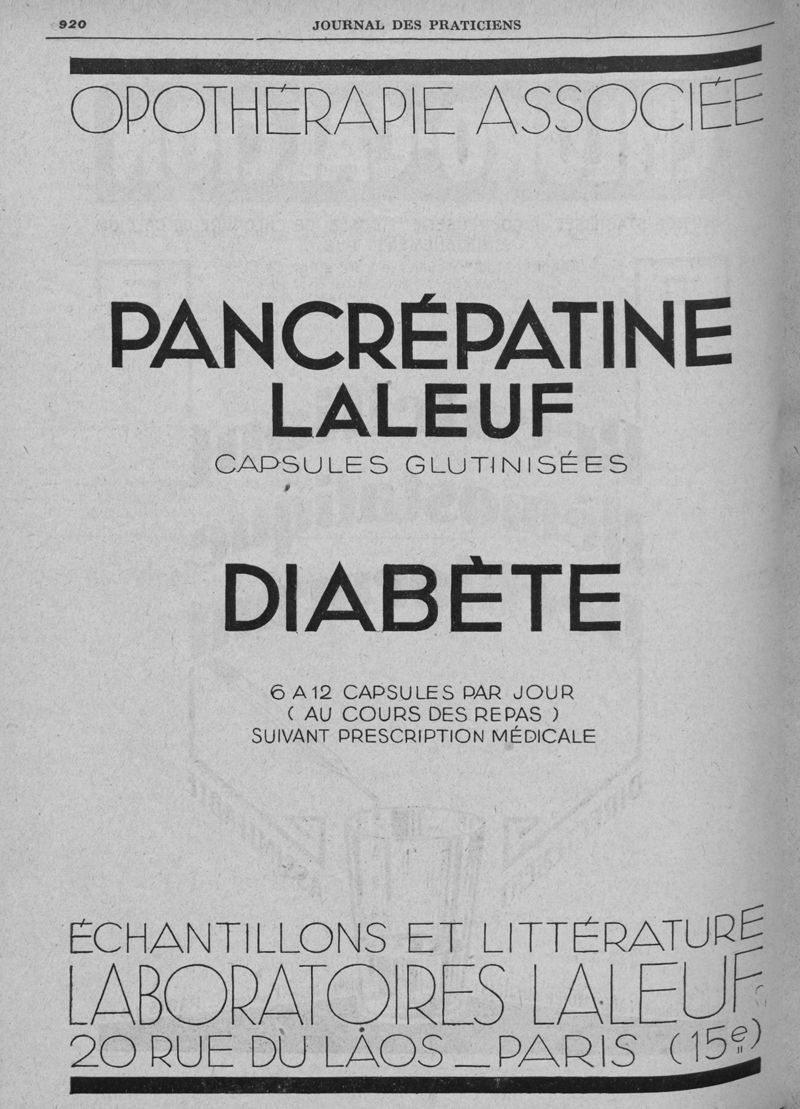 920
JOURNAL DES PRATICIENS
OPOTHÉRAPIE ASSOCIÉE
PANCRÉPATINE
LALEUF
CAPSULES GLUTINISÉES
DIABÈTE
6 A 12 CAPSULES PAR JOUR
( AU COURS DES REPAS )
SUIVANT PRESCRIPTION MÉDICALE
ÉCHANTILLONS ET LITTÉRATURE
LABORATOIRES LALEUF
20 RUE DU LAOS _ PARIS (15e)